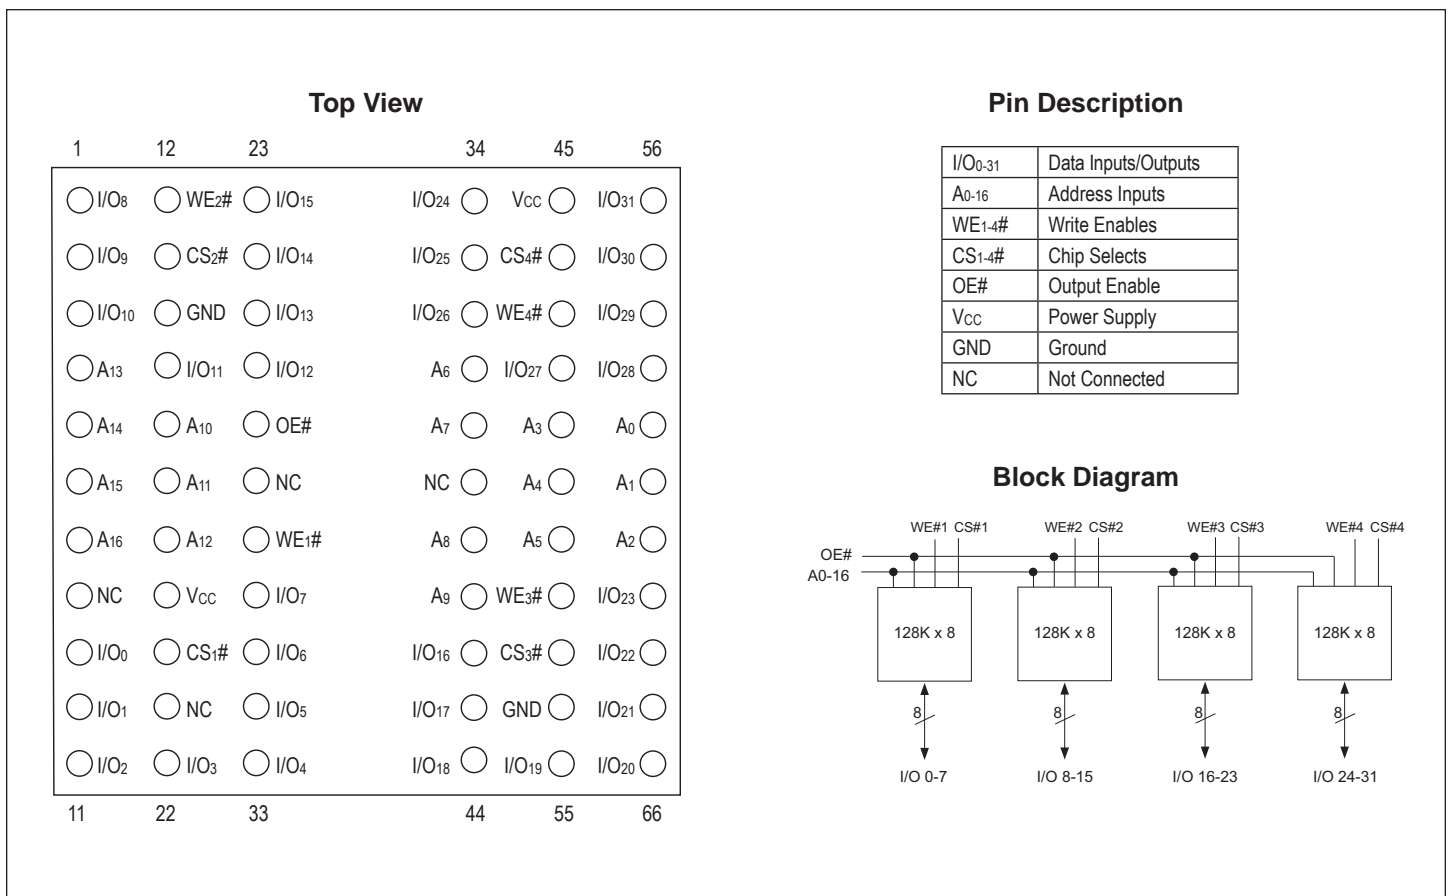 Top View
1 12 23 34 45 56
I/O8 WE2# I/O15 I/O24 VCC I/O31
I/O9 CS2# I/O14 I/O25 CS4# I/O30
I/O10 GND I/O13 I/O26 WE4# I/O29
A13 I/O11 I/O12 A6 I/O27 I/O28
A14 A10 OE# A7 A3 A0
A15 A11 NC NC A4 A1
A16 A12 WE1# A8 A5 A2
NC VCC I/O7 A9 WE3# I/O23
I/O0 CS1# I/O6 I/O16 CS3# I/O22
I/O1 NC I/O5 I/O17 GND I/O21
I/O2 I/O3 I/O4 I/O18 I/O19 I/O20
11 22 33 44 55 66
Pin Description
I/O0-31 Data Inputs/Outputs
A0-16 Address Inputs
WE1-4# Write Enables
CS1-4# Chip Selects
OE# Output Enable
VCC Power Supply
GND Ground
NC Not Connected
Block Diagram
WE#1 CS#1 WE#2 CS#2 WE#3 CS#3 WE#4 CS#4
OE#
A0-16
128K x 8 128K x 8 128K x 8 128K x 8
8 8 8 8
I/O 0-7 I/O 8-15 I/O 16-23 I/O 24-31